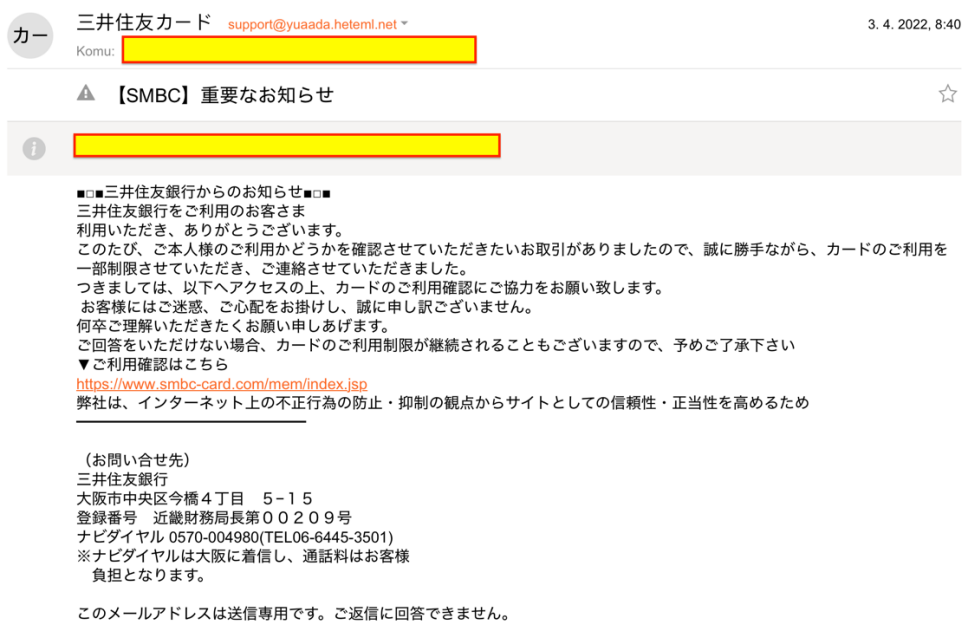 カー
三井住友カード support@yuaada.heteml.net
3. 4. 2022, 8:40
Komu:
【SMBC】重要なお知らせ
■□■三井住友銀行からのお知らせ■□■
三井住友銀行をご利用のお客さま
利用いただき、ありがとうございます。
このたび、ご本人様のご利用かどうかを確認させていただきたいお取引がありましたので、誠に勝手ながら、カードのご利用を
一部制限させていただき、ご連絡させていただきました。
つきましては、以下へアクセスの上、カードのご利用確認にご協力をお願い致します。
お客様にはご迷惑、ご心配をお掛けし、誠に申し訳ございません。
何卒ご理解いただきたくお願い申しあげます。
ご回答をいただけない場合、カードのご利用制限が継続されることもございますので、予めご了承下さい
▼ご利用確認はこちら
https://www.smbc-card.com/mem/index.jsp
弊社は、インターネット上の不正行為の防止・抑制の観点からサイトとしての信頼性・正当性を高めるため
（お問い合せ先）
三井住友銀行
大阪市中央区今橋４丁目　５−１５
登録番号　近畿財務局長第００２０９号
ナビダイヤル 0570-004980(TEL06-6445-3501)
※ナビダイヤルは大阪に着信し、通話料はお客様
負担となります。
このメールアドレスは送信専用です。ご返信に回答できません。